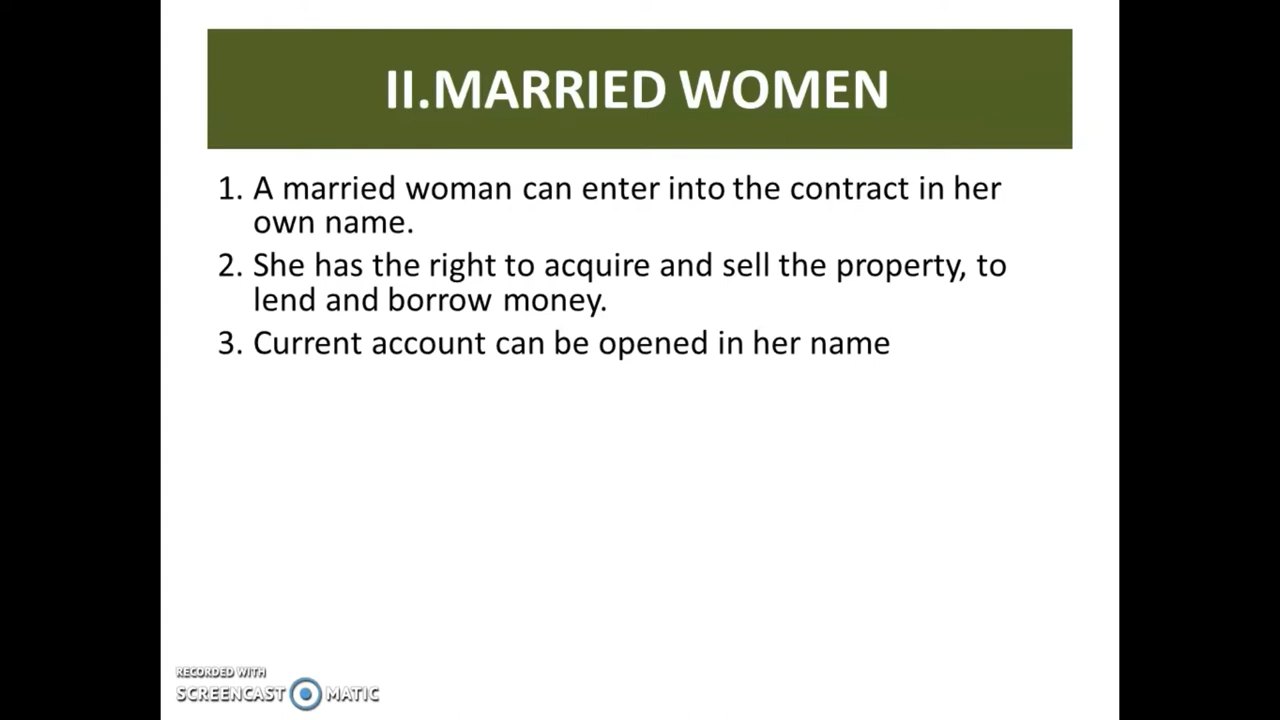 II.MARRIED WOMEN
1. A married woman can enter into the contract in her
own name.
2. She has the right to acquire and sell the property, to
lend and borrow money.
3. Current account can be opened in her name
RECORDED WITH
SCREENCAST MATIC